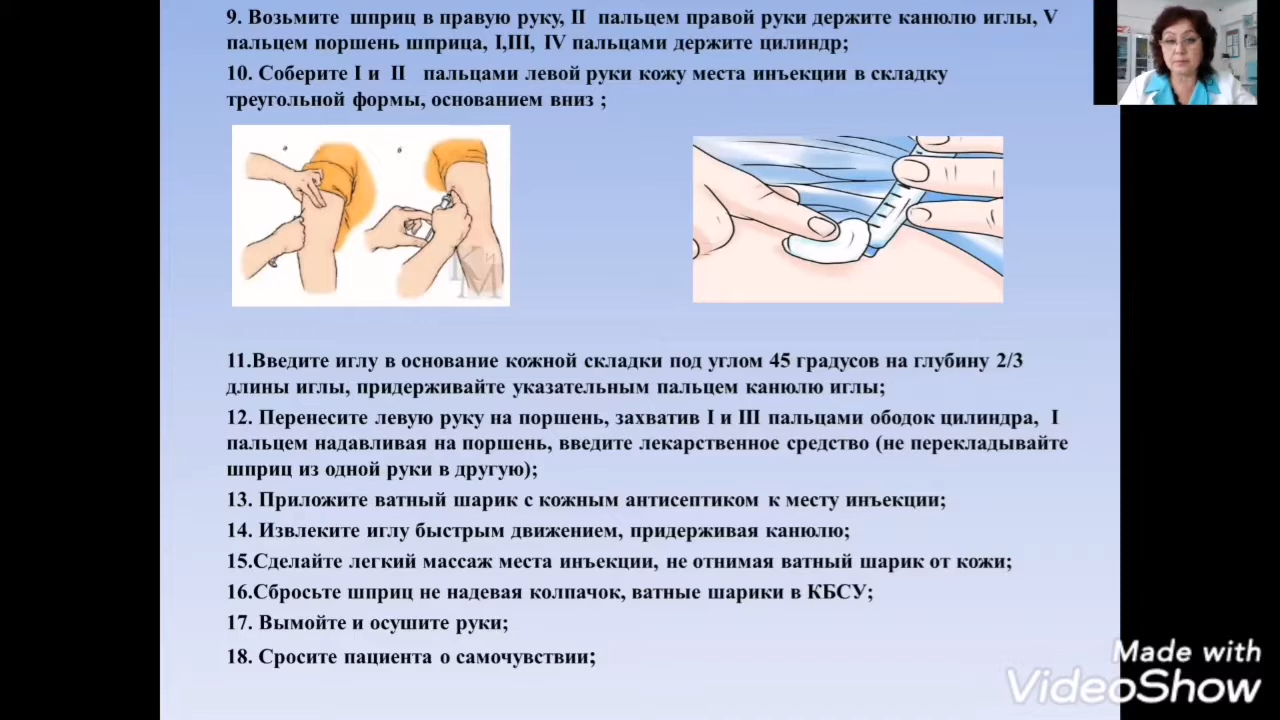 9. Возьмите шприц в правую руку, II пальцем правой руки держите канюлю иглы, V
пальцем поршень шприца, I,III, IV пальцами держите цилиндр;
10. Соберите I и II пальцами левой руки кожу места инъекции в складку
треугольной формы, основанием вниз ;
а
КиМ
11.Введите иглу в основание кожной складки под углом 45 градусов на глубину 2/3
длины иглы, придерживайте указательным пальцем канюлю иглы;
12. Перенесите левую руку на поршень, захватив I и III пальцами ободок цилиндра, I
пальцем надавливая на поршень, введите лекарственное средство (не перекладывайте
шприц из одной руки в другую);
13. Приложите ватный шарик с кожным антисептиком к месту инъекции;
14. Извлеките иглу быстрым движением, придерживая канюлю;
15.Сделайте легкий массаж места инъекции, не отнимая ватный шарик от кожи;
16.Сбросьте шприц не надевая колпачок, ватные шарики в КБСУ;
17. Вымойте и осушите руки;
18. Сросите пациента о самочувствии;
Made with
VideoShow